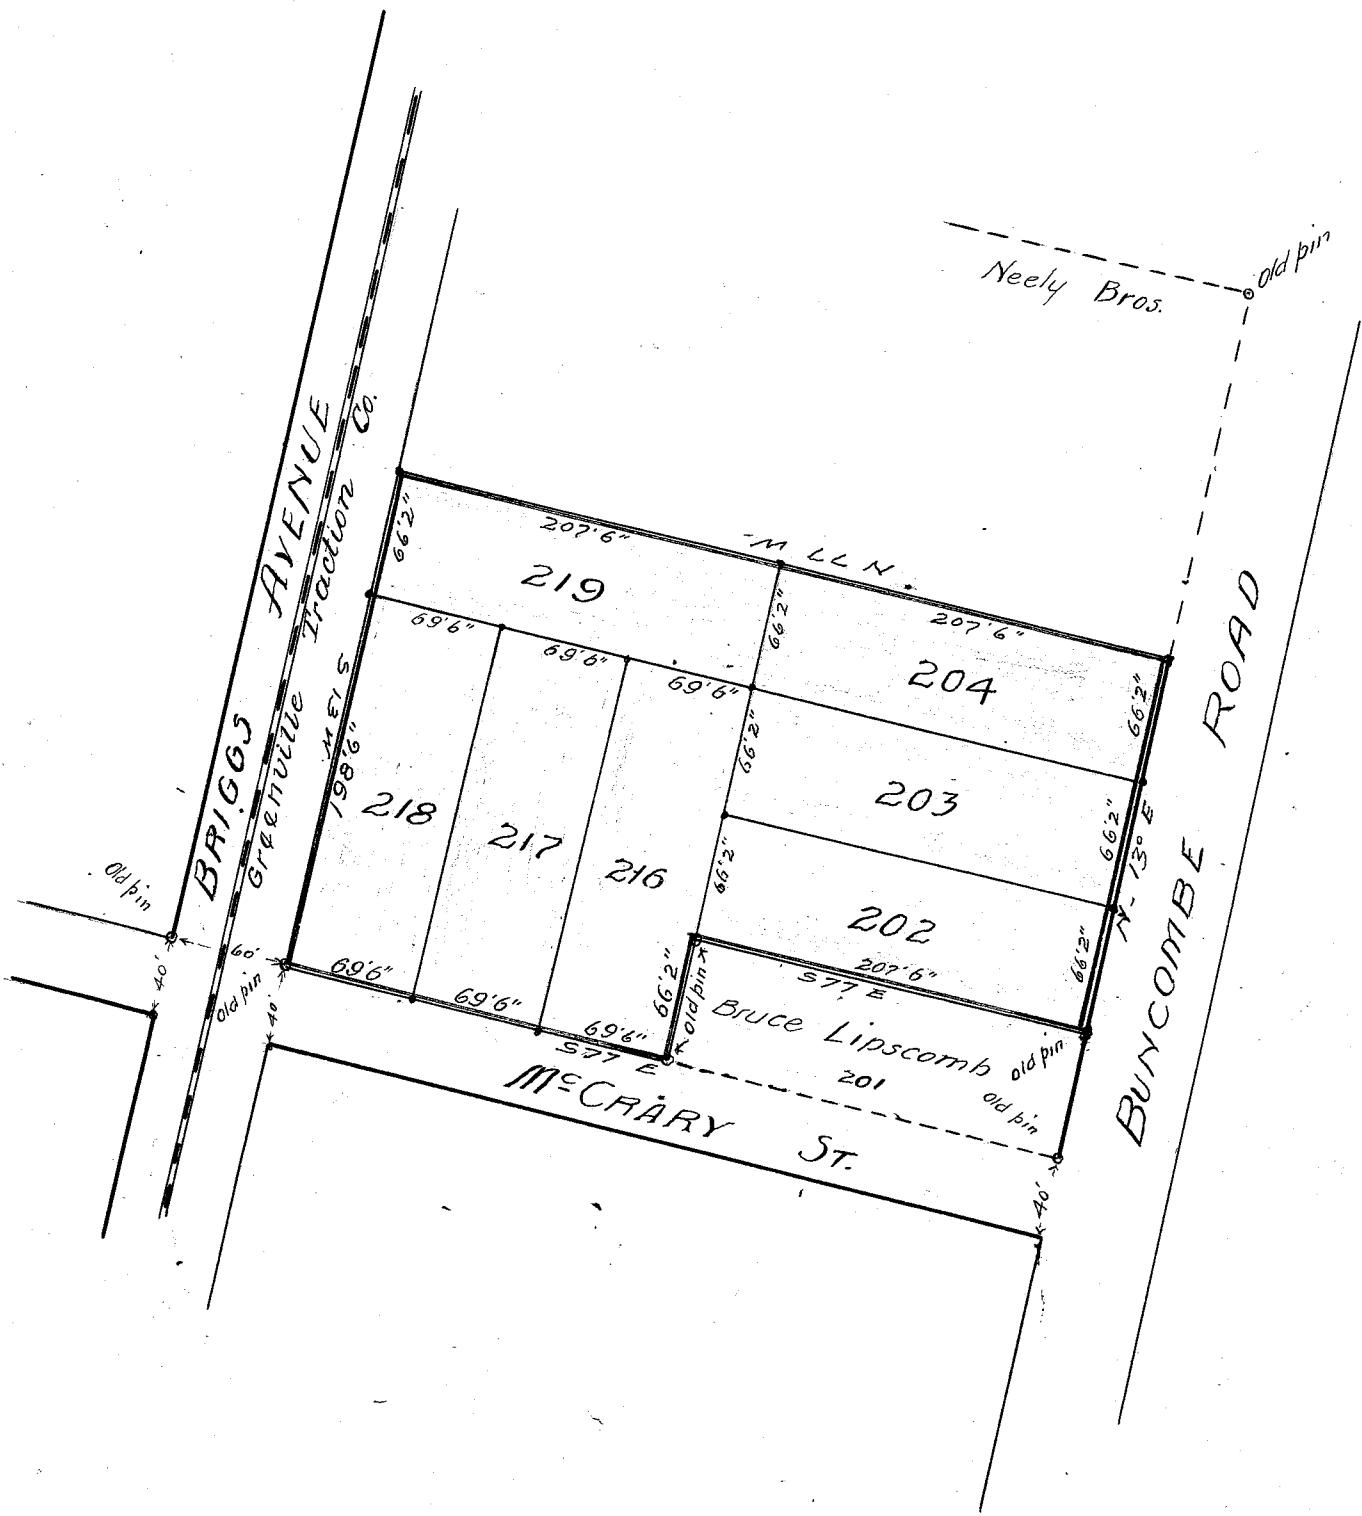 Old pin
Neely Bros.
BRIGGS AVENUE
Greenville Traction Co.
207'6"
N 77 W
66'2"
219
66'2"
207'6"
204
66'2"
69'6"
69'6"
69'6"
S 13 W
198'6"
218
217
216
66'2"
203
66'2"
N-13° E
66'2"
202
66'2"
BUNCOMBE ROAD
Old pin
60'
40'
Old pin
40'
69'6"
69'6"
69'6"
S 77 E
66'2"
old pin
207'6"
S 77 E
Bruce Lipscomb
201
old pin
old pin
McCRARY ST.
40'